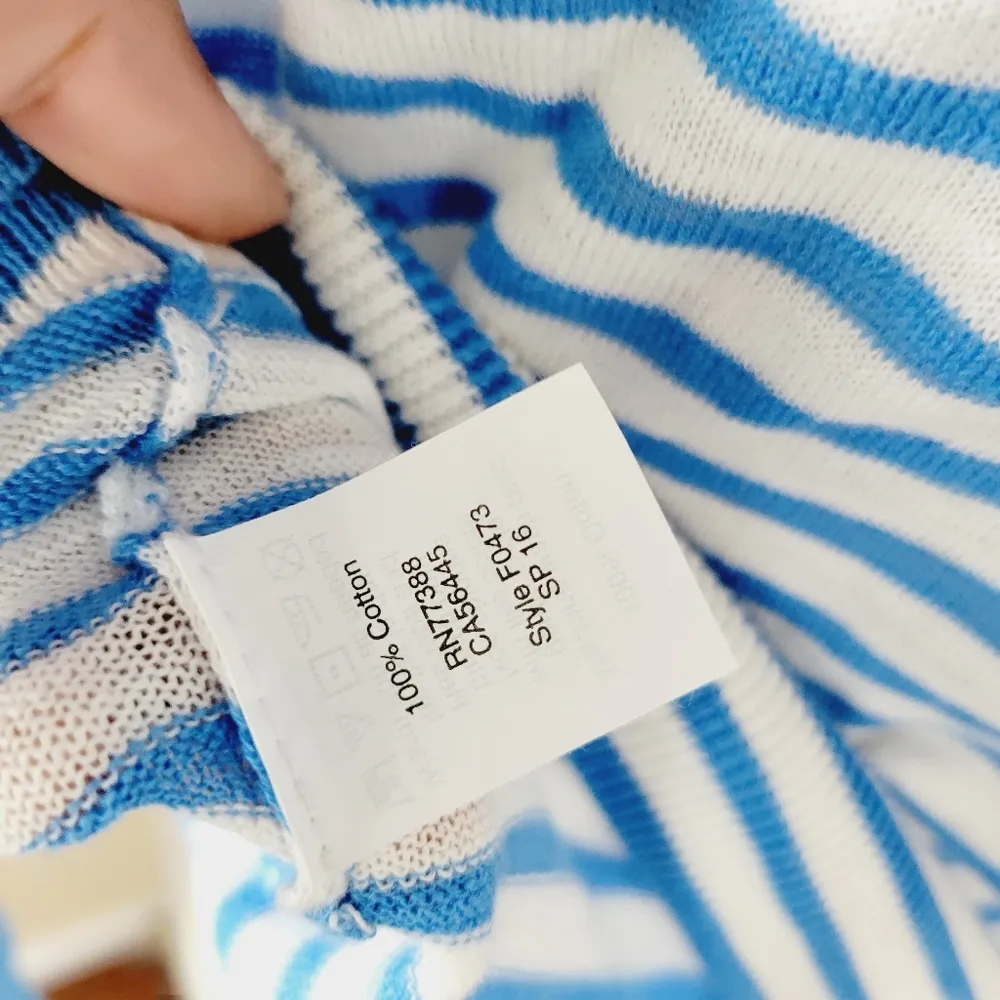 100% Cotton
RN77388
CA56445
Style F0473
SP 16